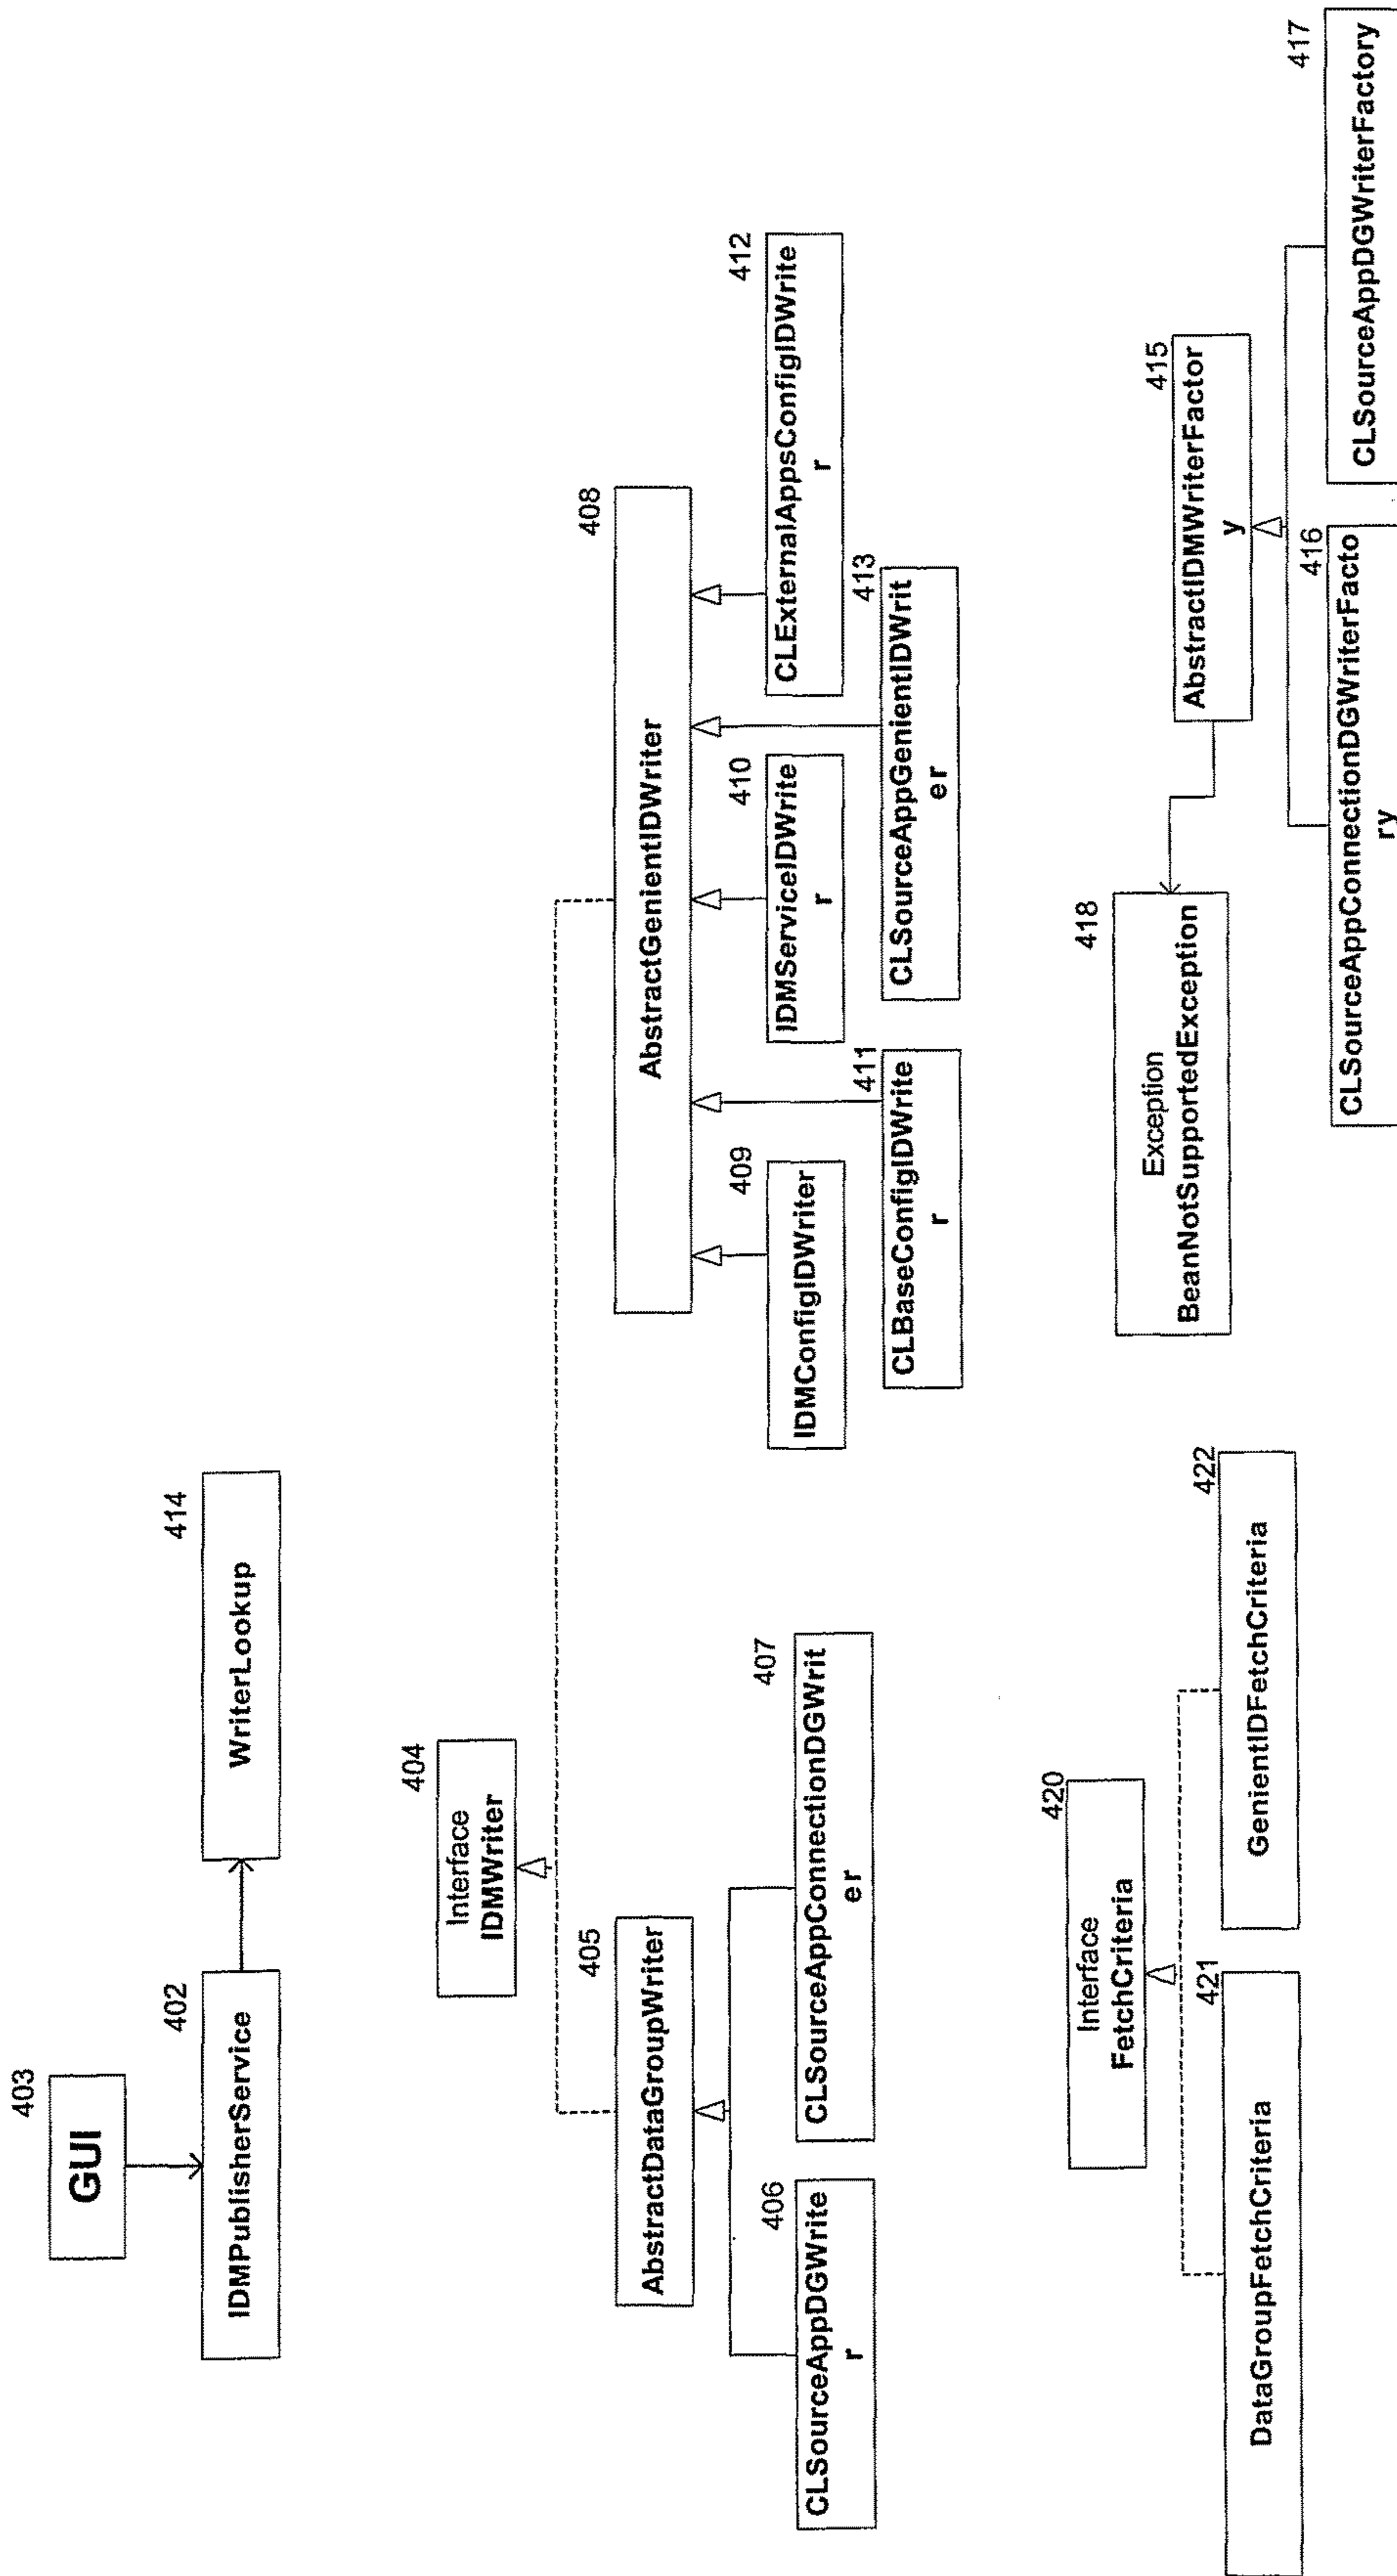 403
GUI
402
IDMPublisherService
414
WriterLookup
404
Interface
IDMWriter
405
AbstractDataGroupWriter
408
AbstractGenientIDWriter
406
CLSourceAppDGWrite
r
407
CLSourceAppConnectionDGWrit
er
409
IDMConfigIDWriter
410
IDMServiceIDWrite
r
412
CLExternalAppsConfigIDWrite
r
411
CLBaseConfigIDWrite
r
413
CLSourceAppGenientIDWrit
er
420
Interface
FetchCriteria
421
DataGroupFetchCriteria
422
GenientIDFetchCriteria
418
Exception
BeanNotSupportedException
415
AbstractIDMWriterFactor
y
416
CLSourceAppConnectionDGWriterFacto
ry
417
CLSourceAppDGWriterFactory